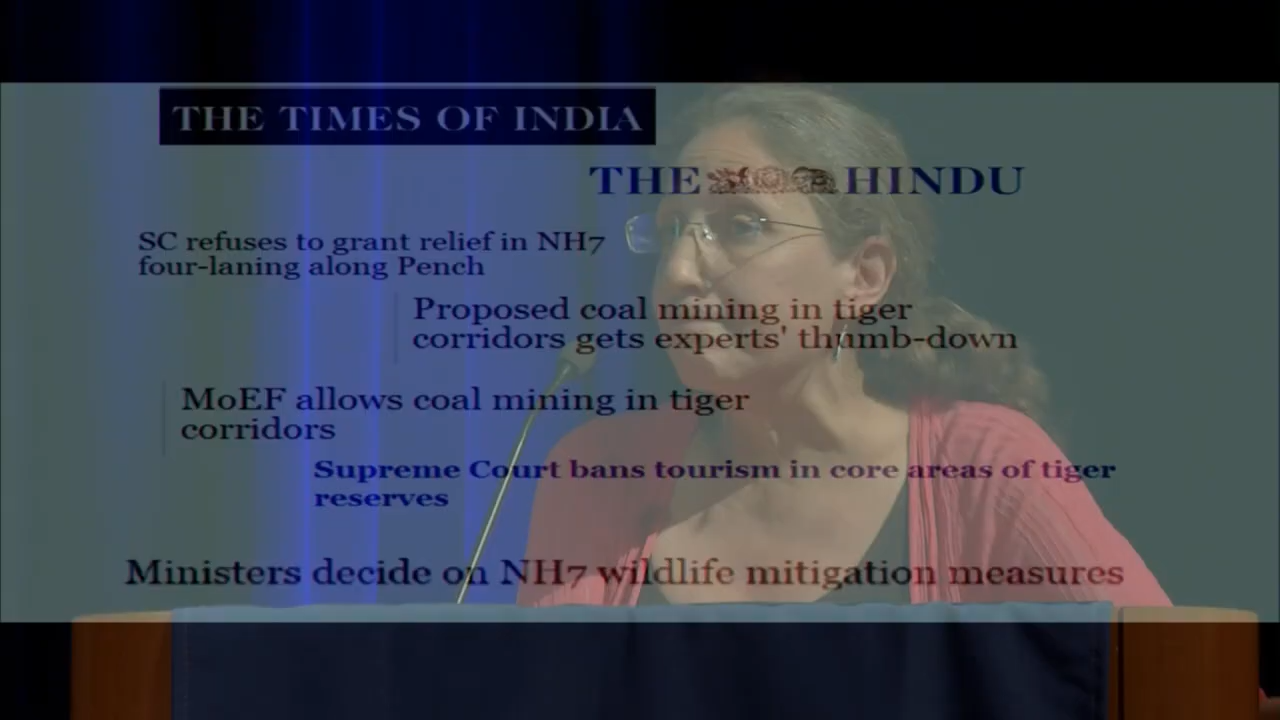 THE TIMES OF INDIA
THE HINDU
SC refuses to grant relief in NH7
four-laning along Pench
Proposed coal mining in tiger
corridors gets experts' thumb-down
MoEF allows coal mining in tiger
corridors
Supreme Court bans tourism in core areas of tiger
reserves
Ministers decide on NH7 wildlife mitigation measures